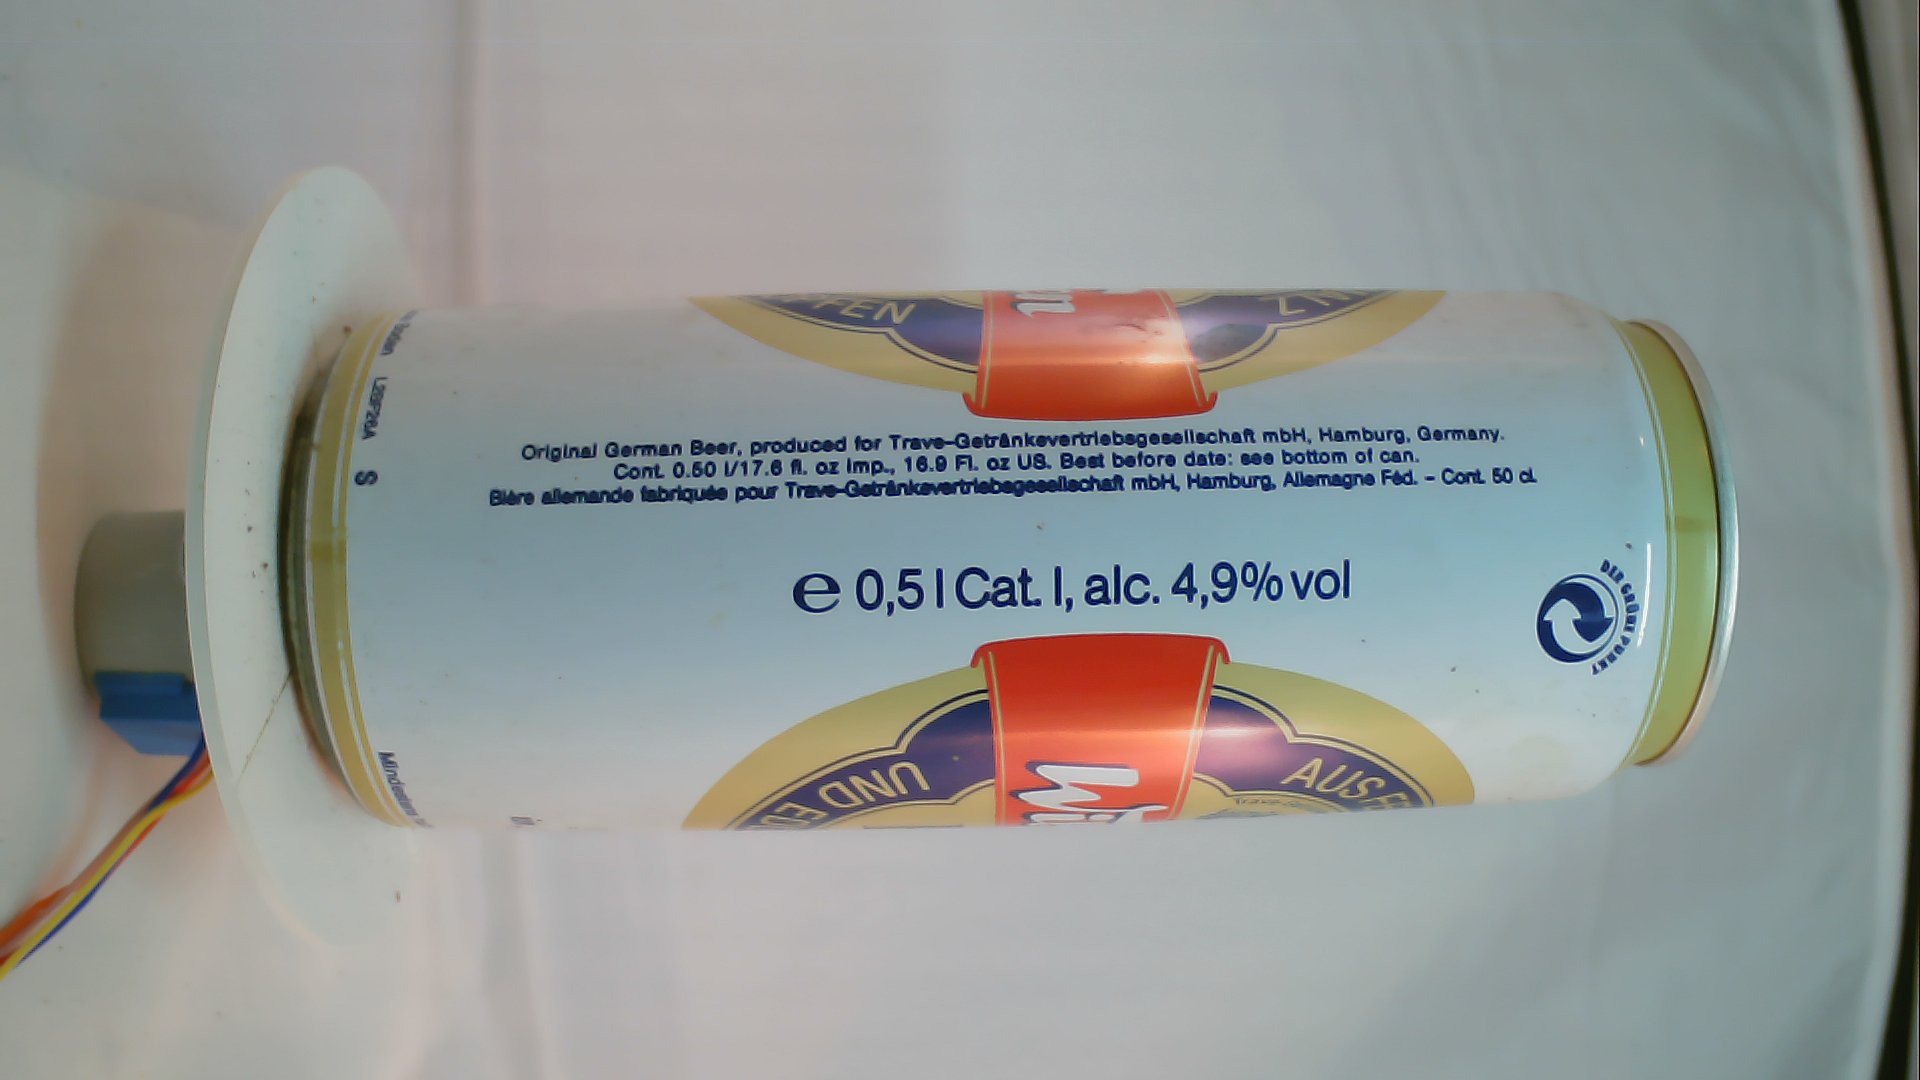 PFEN
Original German Beer, produced for Trave-Getränkevertriebsgesellschaft mbH, Hamburg, Germany.
Cont. 0.50 l/17.6 fl. oz Imp., 16.9 Fl. oz US. Best before date: see bottom of can.
Bière allemande fabriquée pour Trave-Getränkevertriebsgesellschaft mbH, Hamburg, Allemagne Féd. - Cont. 50 cl
e 0,5 l Cat. I, alc. 4,9% vol
DER GRÜNE PUNKT
UND
AUS
Wi
S